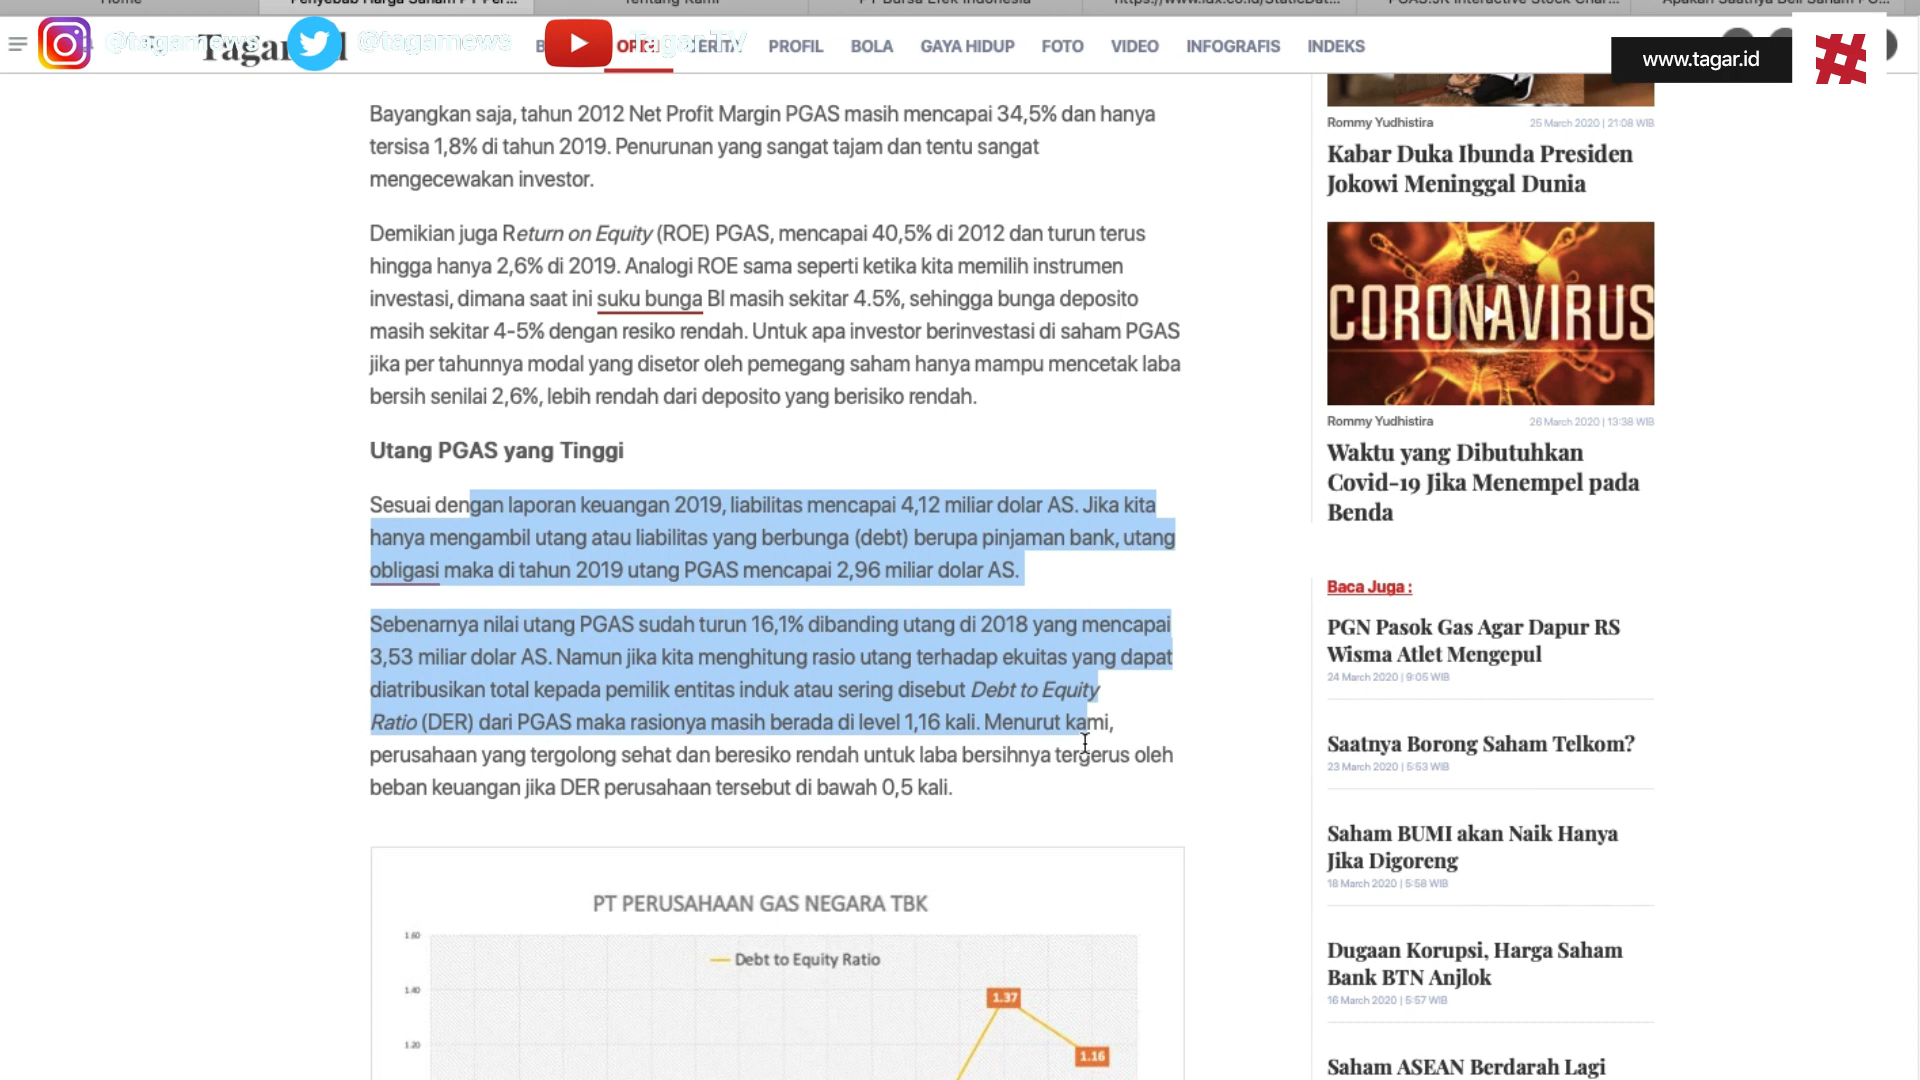 @tagarnews
@tagarnews
Tagar TV
PROFIL
BOLA
GAYA HIDUP
FOTO
VIDEO
INFOGRAFIS
INDEKS
www.tagar.id
Bayangkan saja, tahun 2012 Net Profit Margin PGAS masih mencapai 34,5% dan hanya
tersisa 1,8% di tahun 2019. Penurunan yang sangat tajam dan tentu sangat
mengecewakan investor.
Demikian juga Return on Equity (ROE) PGAS, mencapai 40,5% di 2012 dan turun terus
hingga hanya 2,6% di 2019. Analogi ROE sama seperti ketika kita memilih instrumen
investasi, dimana saat ini suku bunga BI masih sekitar 4.5%, sehingga bunga deposito
masih sekitar 4-5% dengan resiko rendah. Untuk apa investor berinvestasi di saham PGAS
jika per tahunnya modal yang disetor oleh pemegang saham hanya mampu mencetak laba
bersih senilai 2,6%, lebih rendah dari deposito yang berisiko rendah.
Utang PGAS yang Tinggi
Sesuai dengan laporan keuangan 2019, liabilitas mencapai 4,12 miliar dolar AS. Jika kita
hanya mengambil utang atau liabilitas yang berbunga (debt) berupa pinjaman bank, utang
obligasi maka di tahun 2019 utang PGAS mencapai 2,96 miliar dolar AS.
Sebenarnya nilai utang PGAS sudah turun 16,1% dibanding utang di 2018 yang mencapai
3,53 miliar dolar AS. Namun jika kita menghitung rasio utang terhadap ekuitas yang dapat
diatribusikan total kepada pemilik entitas induk atau sering disebut Debt to Equity
Ratio (DER) dari PGAS maka rasionya masih berada di level 1,16 kali. Menurut kami,
perusahaan yang tergolong sehat dan beresiko rendah untuk laba bersihnya tergerus oleh
beban keuangan jika DER perusahaan tersebut di bawah 0,5 kali.
PT PERUSAHAAN GAS NEGARA TBK
1.60
Debt to Equity Ratio
1.40
1.37
1.20
1.16
Rommy Yudhistira
25 March 2020 | 21:08 WIB
Kabar Duka Ibunda Presiden
Jokowi Meninggal Dunia
CORONAVIRUS
Rommy Yudhistira
26 March 2020 | 13:38 WIB
Waktu yang Dibutuhkan
Covid-19 Jika Menempel pada
Benda
Baca Juga :
PGN Pasok Gas Agar Dapur RS
Wisma Atlet Mengepul
24 March 2020 | 9:05 WIB
Saatnya Borong Saham Telkom?
23 March 2020 | 5:53 WIB
Saham BUMI akan Naik Hanya
Jika Digoreng
18 March 2020 | 5:58 WIB
Dugaan Korupsi, Harga Saham
Bank BTN Anjlok
16 March 2020 | 5:57 WIB
Saham ASEAN Berdarah Lagi